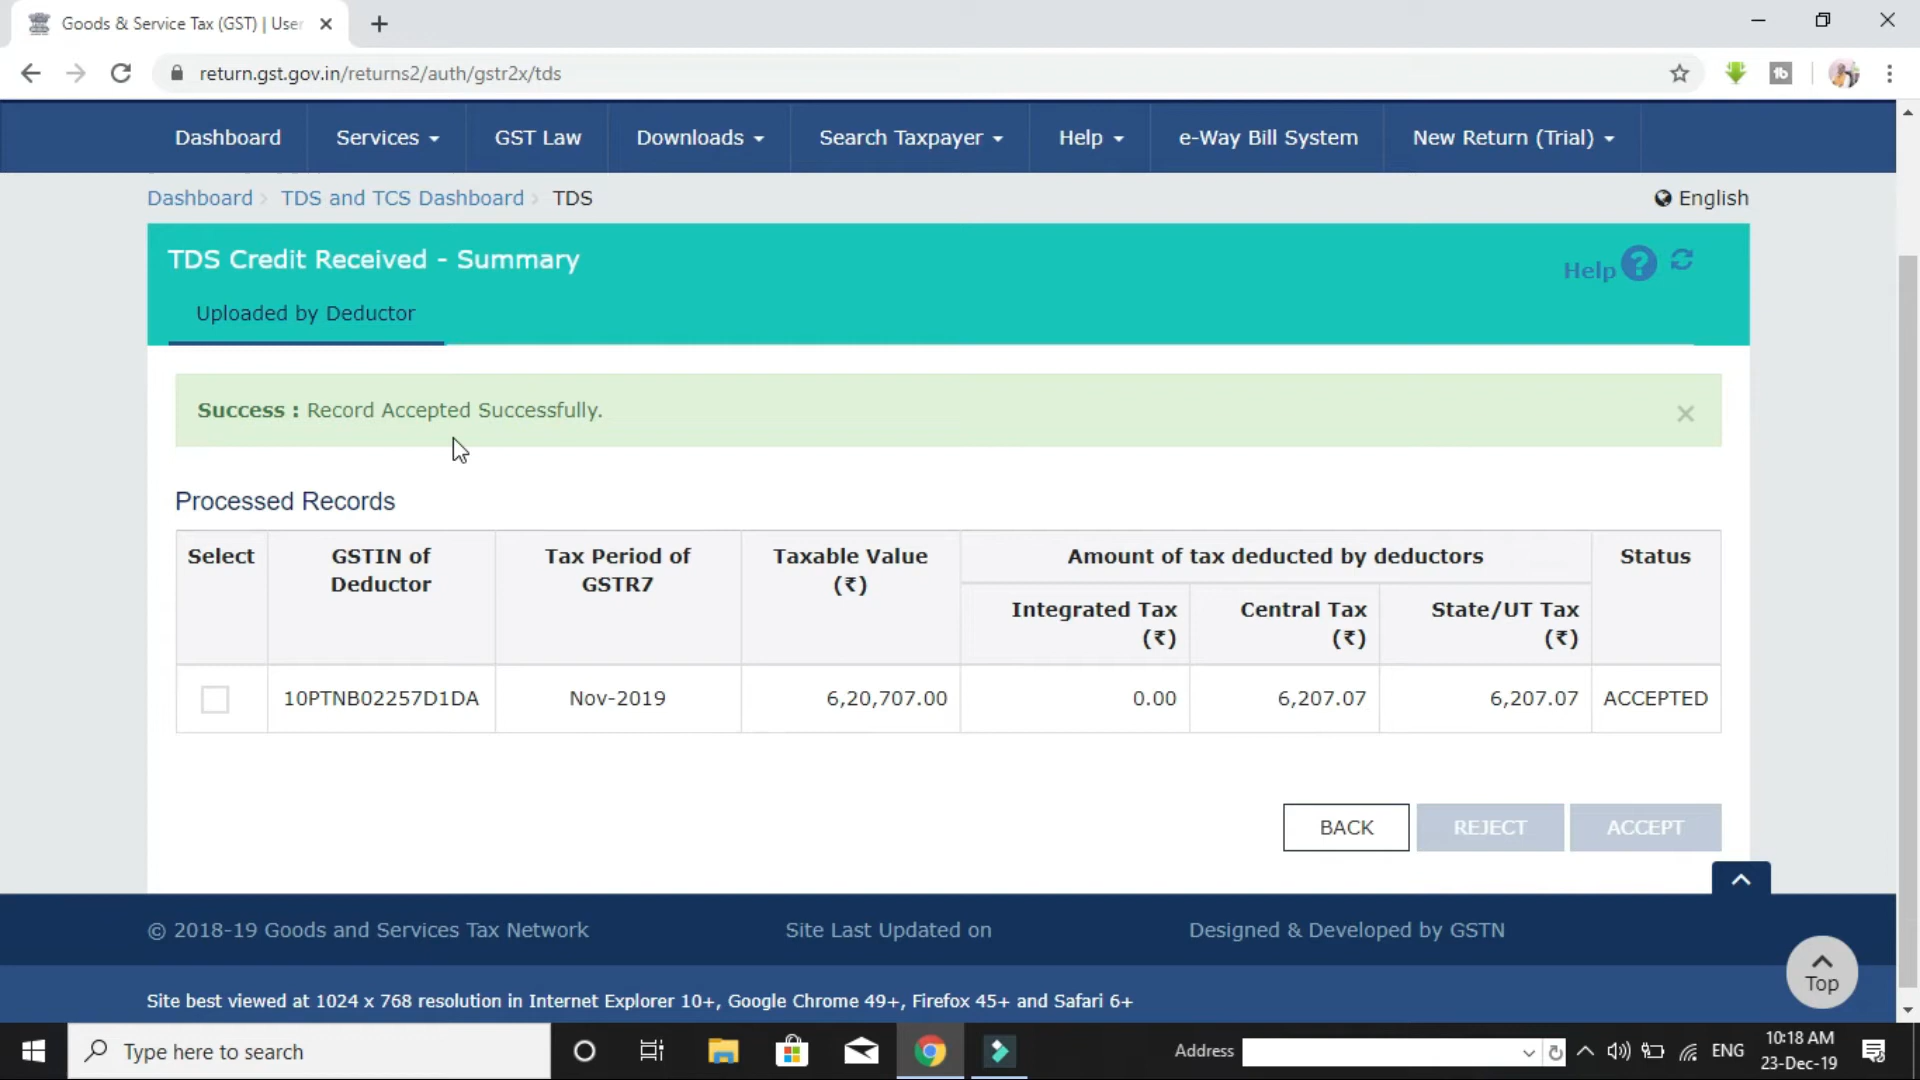 Goods & Service Tax (GST) | User
return.gst.gov.in/returns2/auth/gstr2x/tds
Dashboard Services GST Law Downloads Search Taxpayer Help e-Way Bill System New Return (Trial)
Dashboard TDS and TCS Dashboard TDS English
TDS Credit Received - Summary
Help ?
Uploaded by Deductor
Success : Record Accepted Successfully.
Processed Records
Select GSTIN of Deductor Tax Period of GSTR7 Taxable Value (₹) Amount of tax deducted by deductors Status
Integrated Tax (₹) Central Tax (₹) State/UT Tax (₹)
10PTNB02257D1DA Nov-2019 6,20,707.00 0.00 6,207.07 6,207.07 ACCEPTED
BACK REJECT ACCEPT
© 2018-19 Goods and Services Tax Network Site Last Updated on Designed & Developed by GSTN
Top
Site best viewed at 1024 x 768 resolution in Internet Explorer 10+, Google Chrome 49+, Firefox 45+ and Safari 6+
Type here to search Address ENG 10:18 AM
23-Dec-19